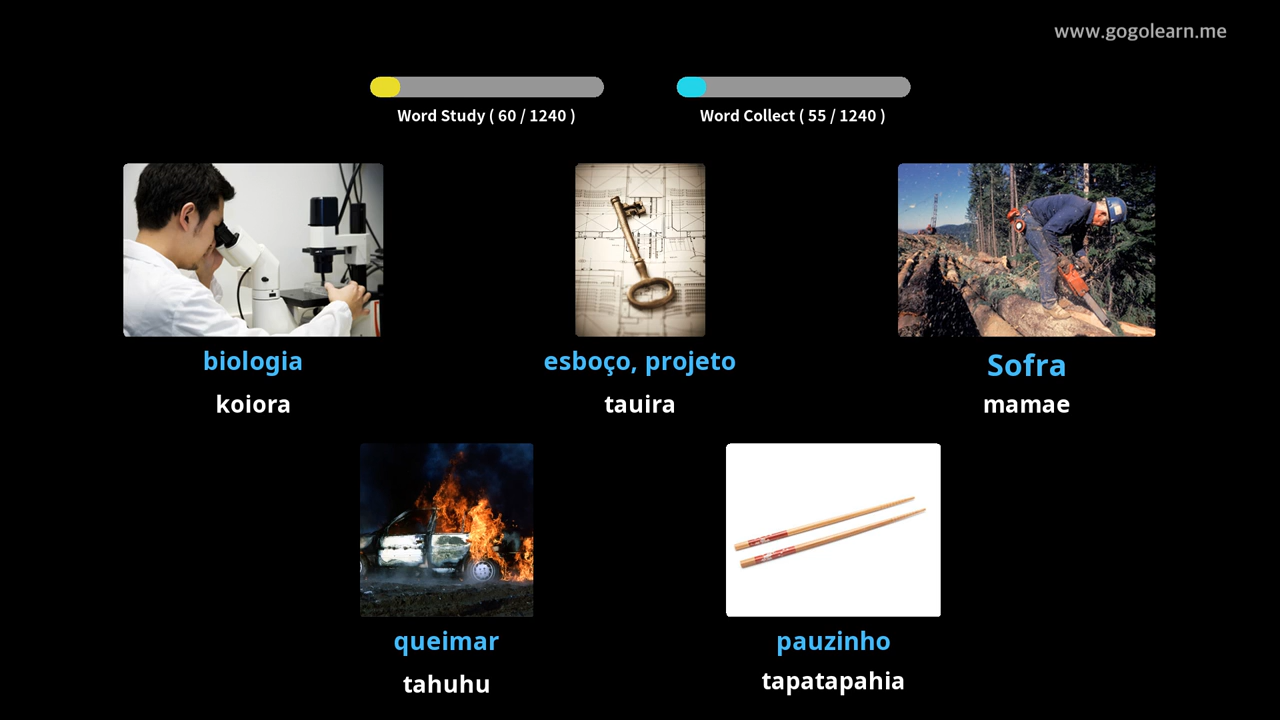 www.gogolearn.me
Word Study ( 60 / 1240 )
Word Collect ( 55 / 1240 )
biologia
koiora
esboço, projeto
tauira
Sofra
mamae
queimar
tahuhu
pauzinho
tapatapahia